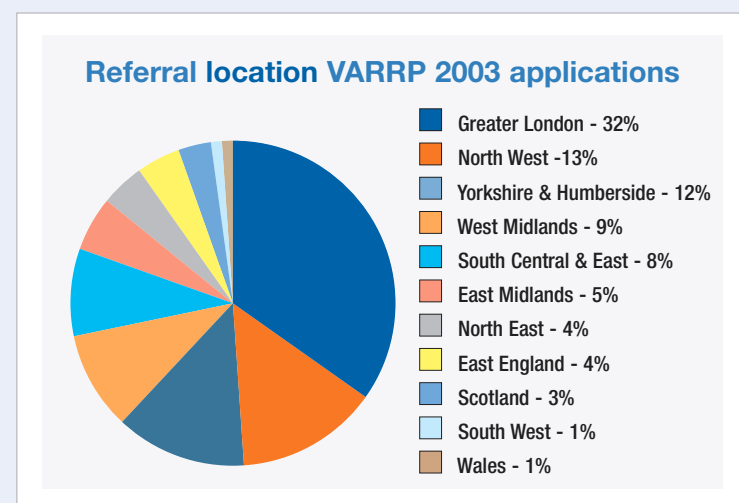 Referral location VARRP 2003 applications
Greater London - 32%
North West -13%
Yorkshire & Humberside - 12%
West Midlands - 9%
South Central & East - 8%
East Midlands - 5%
North East - 4%
East England - 4%
Scotland - 3%
South West - 1%
Wales - 1%